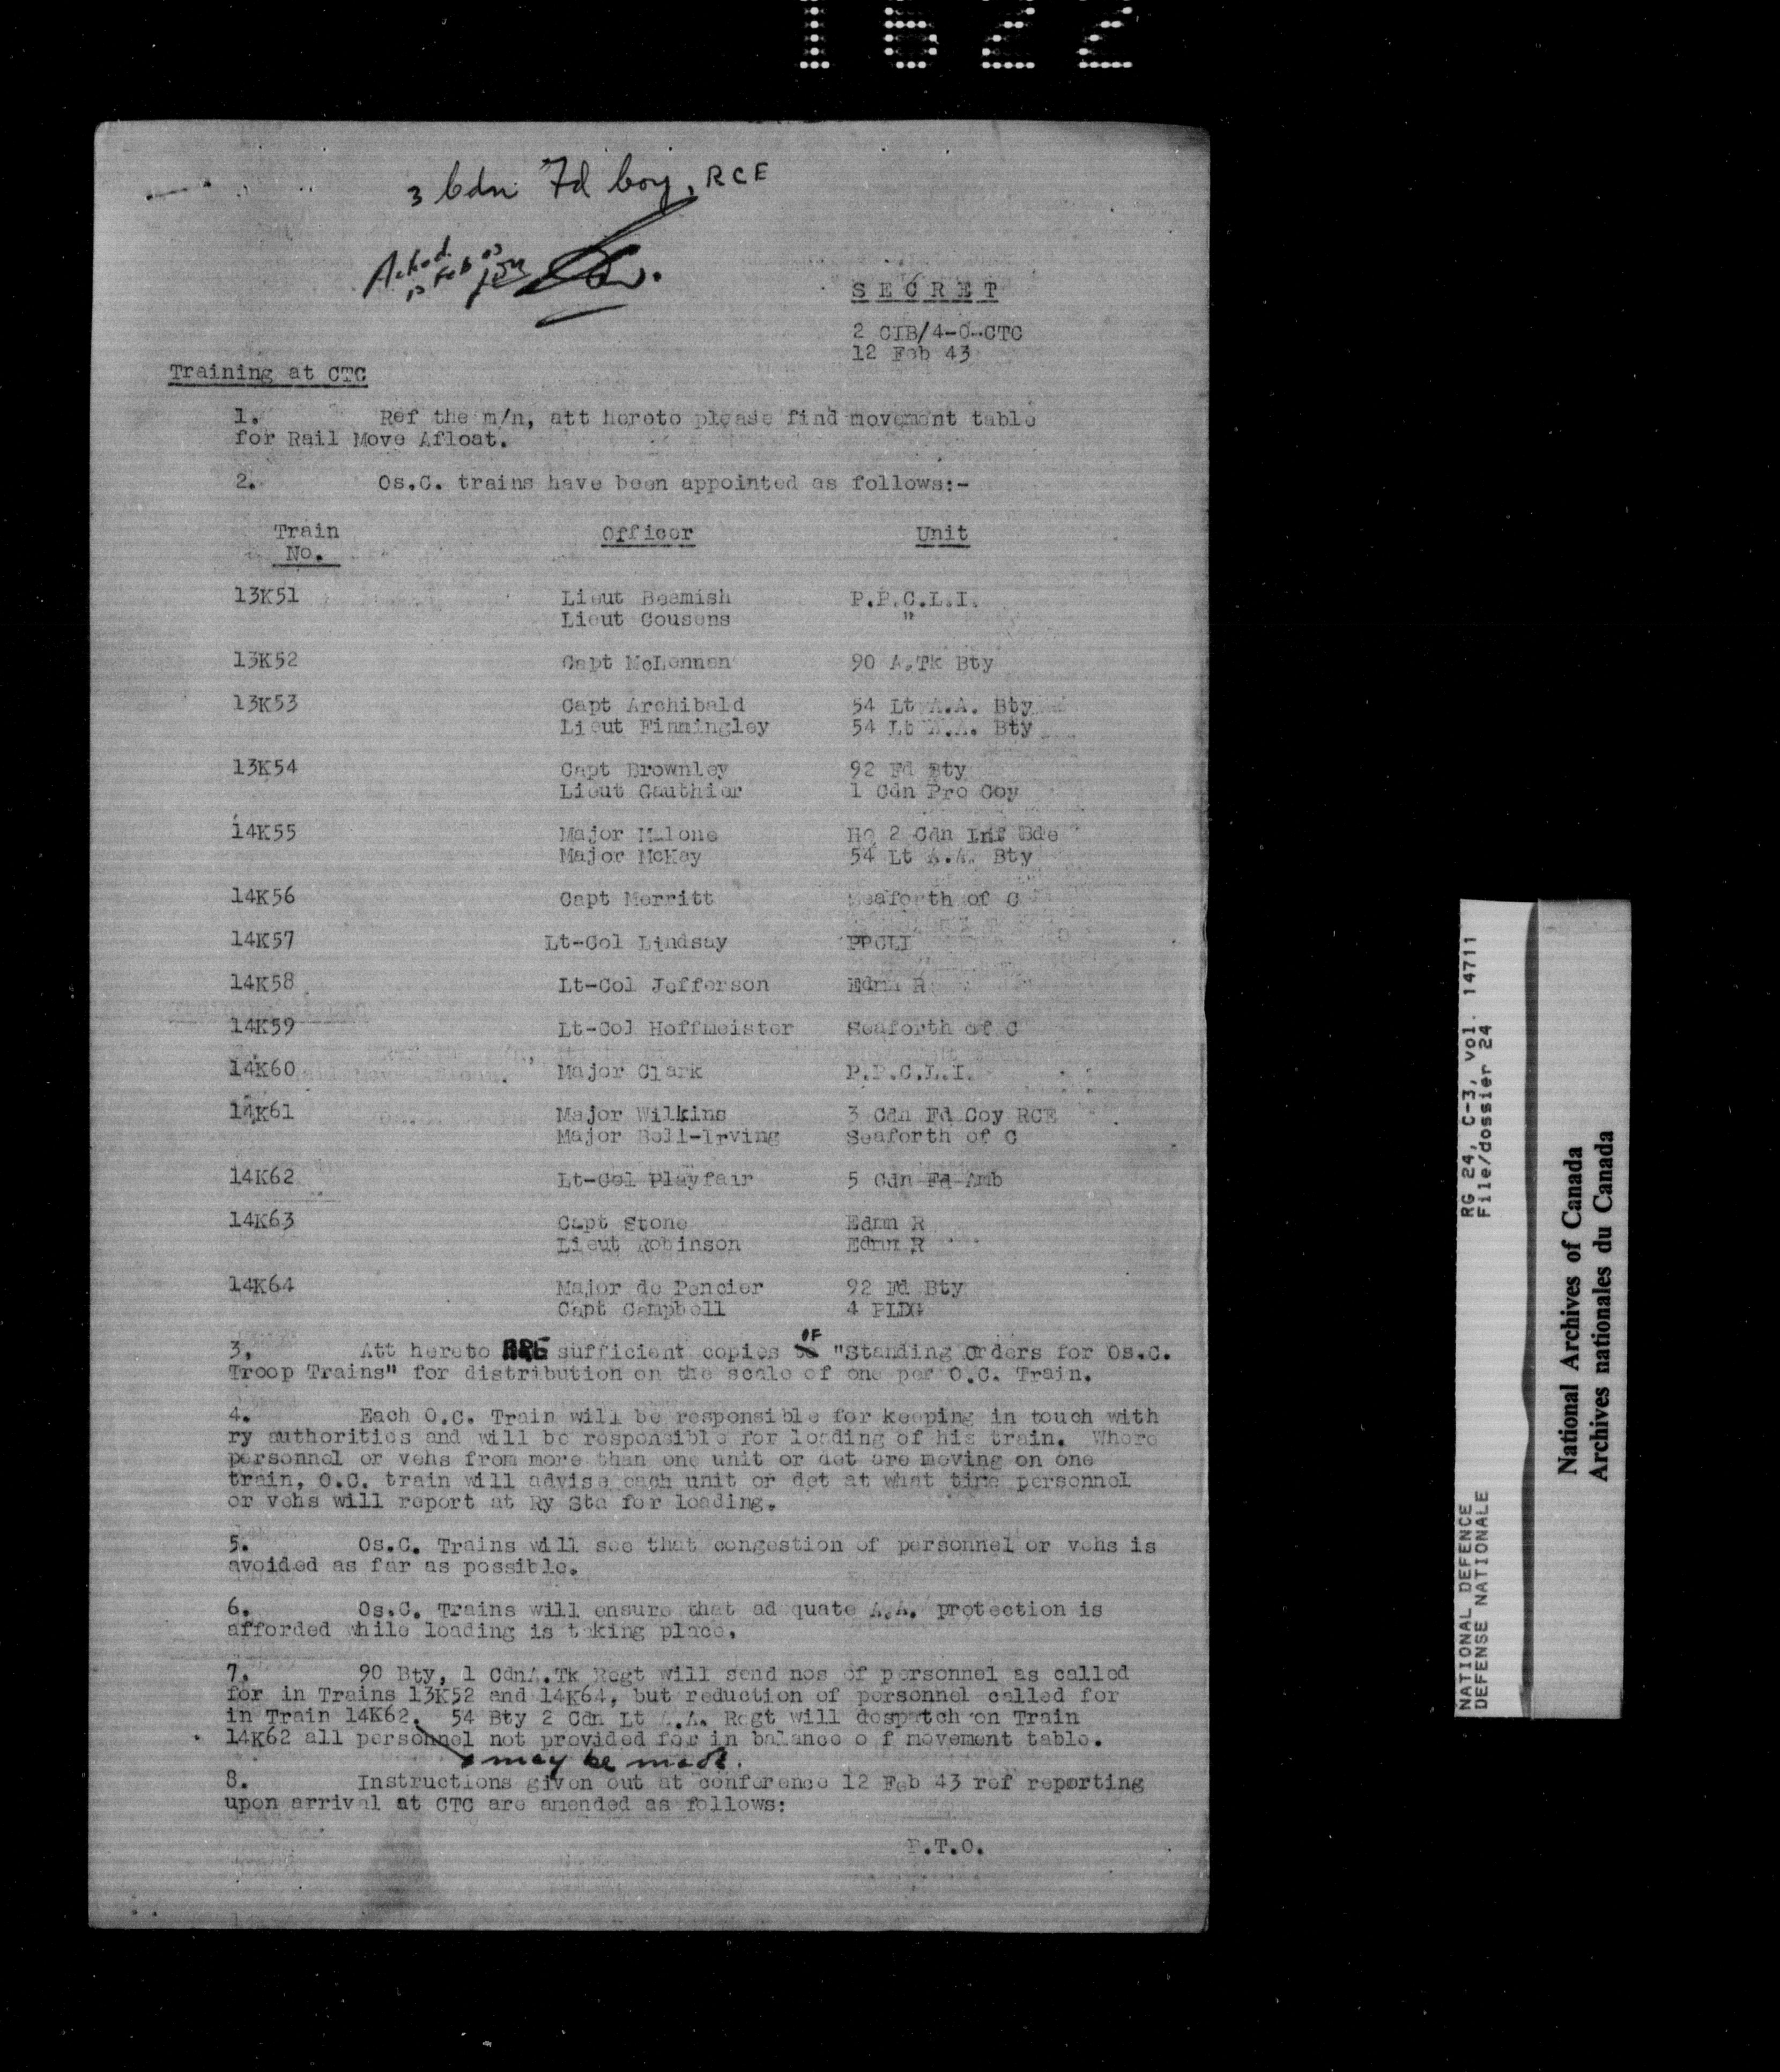 1622
3 Cdn Fd Coy, RCE
SECRET
2 CIB/4-0-CTC
12 Feb 43
Training at CTC
1. Ref the m/n, att hereto please find movement table
for Rail Move Afloat.
2. Os.C. trains have been appointed as follows:-
Train Officer Unit
No.
13K51 Lieut Beemish P.P.C.L.I.
Lieut Cousens "
13K52 Capt McLennan 90 A.Tk Bty
13K53 Capt Archibald 54 Lt A.A. Bty
Lieut Finmingley 54 Lt A.A. Bty
13K54 Capt Brownley 92 Fd Bty
Lieut Gauthier 1 Cdn Pro Coy
14K55 Major Malone HQ 2 Cdn Inf Bde
Major McKay 54 Lt A.A. Bty
14K56 Capt Merritt Seaforth of C
14K57 Lt-Col Lindsay PPCLI
14K58 Lt-Col Jefferson Edmn R
14K59 Lt-Col Hoffmeister Seaforth of C
14K60 Major Clark P.P.C.L.I.
14K61 Major Wilkins 3 Cdn Fd Coy RCE
Major Bell-Irving Seaforth of C
14K62 Lt-Col Playfair 5 Cdn Fd Amb
14K63 Capt Stone Edmn R
Lieut Robinson Edmn R
14K64 Major de Pencier 92 Fd Bty
Capt Campbell 4 PLDG
3, Att hereto ARE sufficient copies OF "Standing Orders for Os.C.
Troop Trains" for distribution on the scale of one per O.C. Train.
4. Each O.C. Train will be responsible for keeping in touch with
ry authorities and will be responsible for loading of his train. Where
personnel or vehs from more than one unit or det are moving on one
train, O.C. train will advise each unit or det at what time personnel
or vehs will report at Ry Sta for loading.
5. Os.C. Trains will see that congestion of personnel or vehs is
avoided as far as possible.
6. Os.C. Trains will ensure that adequate A.A. protection is
afforded while loading is taking place.
7. 90 Bty, 1 CdnA.Tk Regt will send nos of personnel as called
for in Trains 13K52 and 14K64, but reduction of personnel called for
in Train 14K62. 54 Bty 2 Cdn Lt A.A. Regt will despatch on Train
14K62 all personnel not provided for in balance o f movement table.
may be made.
8. Instructions given out at conference 12 Feb 43 ref reporting
upon arrival at CTC are amended as follows:
P.T.O.
NATIONAL DEFENCE RG 24, C-3, vol. 14711
DEFENSE NATIONALE File/dossier 24
National Archives of Canada
Archives nationales du Canada